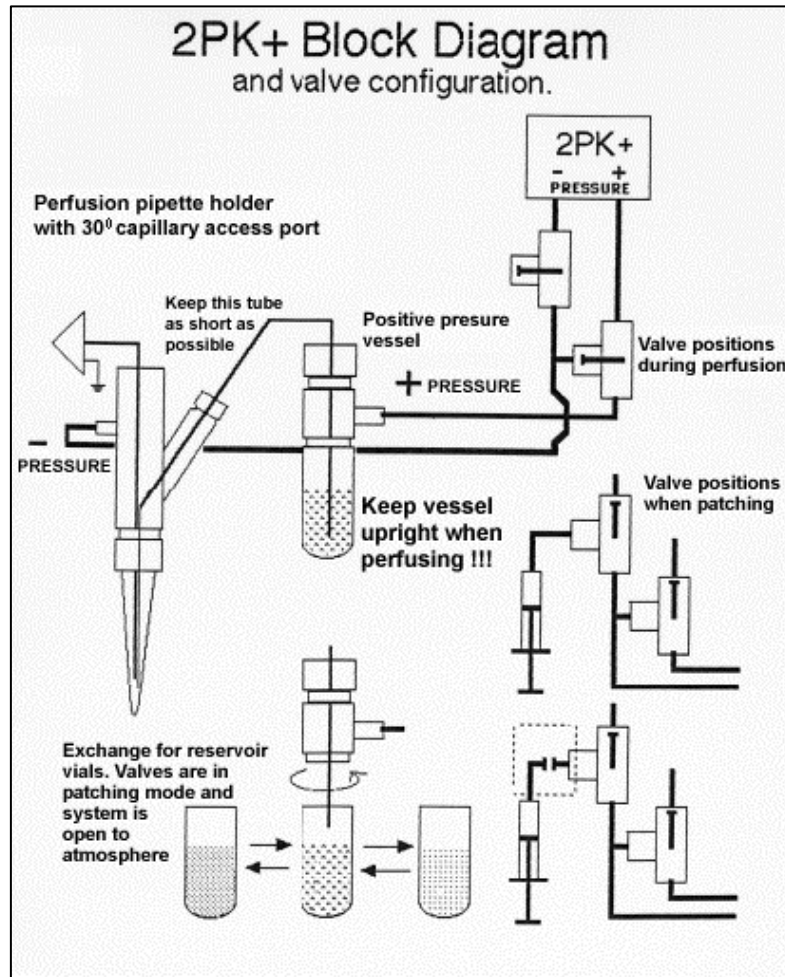 2PK+ Block Diagram
and valve configuration.
2PK+
- +
PRESSURE
Perfusion pipette holder
with 30⁰ capillary access port
Keep this tube
as short as
possible
Positive presure
vessel
+ PRESSURE
Valve positions
during perfusion
-
PRESSURE
Keep vessel
upright when
perfusing !!!
Valve positions
when patching
Exchange for reservoir
vials. Valves are in
patching mode and
system is
open to
atmosphere